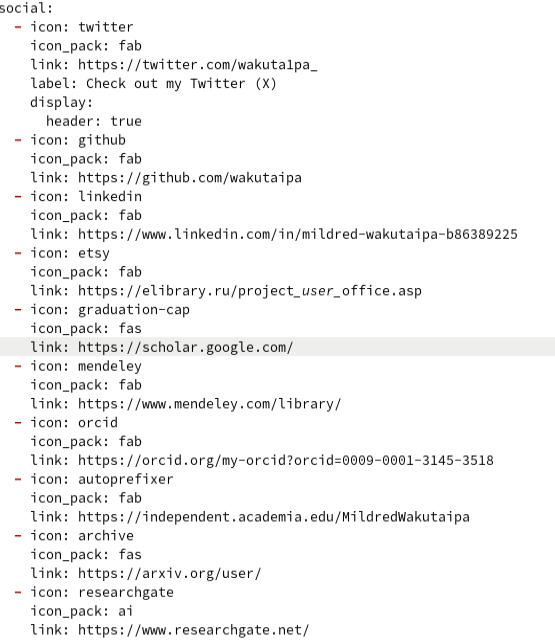 social:
  - icon: twitter
    icon_pack: fab
    link: https://twitter.com/wakuta1pa_
    label: Check out my Twitter (X)
    display:
      header: true
  - icon: github
    icon_pack: fab
    link: https://github.com/wakutaipa
  - icon: linkedin
    icon_pack: fab
    link: https://www.linkedin.com/in/mildred-wakutaipa-b86389225
  - icon: etsy
    icon_pack: fab
    link: https://elibrary.ru/project_user_office.asp
  - icon: graduation-cap
    icon_pack: fas
    link: https://scholar.google.com/
  - icon: mendeley
    icon_pack: fab
    link: https://www.mendeley.com/library/
  - icon: orcid
    icon_pack: fab
    link: https://orcid.org/my-orcid?orcid=0009-0001-3145-3518
  - icon: autoprefixer
    icon_pack: fab
    link: https://independent.academia.edu/MildredWakutaipa
  - icon: archive
    icon_pack: fas
    link: https://arxiv.org/user/
  - icon: researchgate
    icon_pack: ai
    link: https://www.researchgate.net/